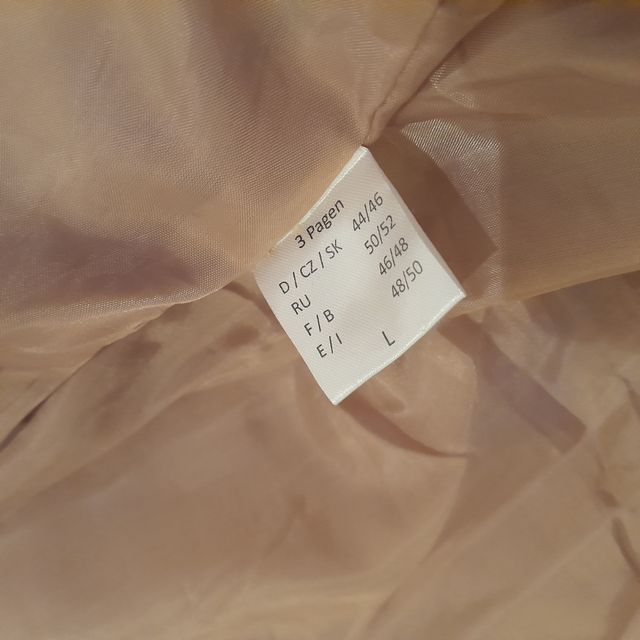 3 Pagen
D / CZ / SK 44/46
RU 50/52
F / B 46/48
E / I 48/50
L